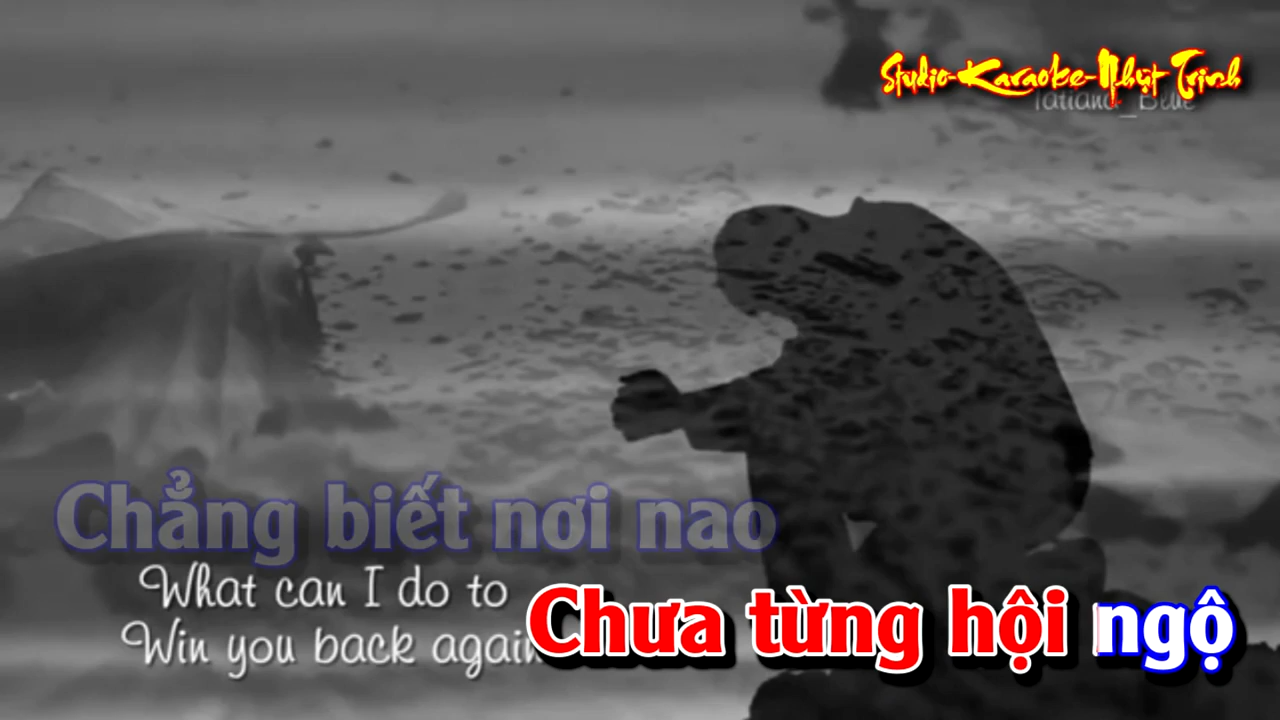 Studio-Karaoke-Nhựt Trinh
Tatiana_Blue
Chẳng biết nơi nao
What can I do to
Win you back again
Chưa từng hội ngộ